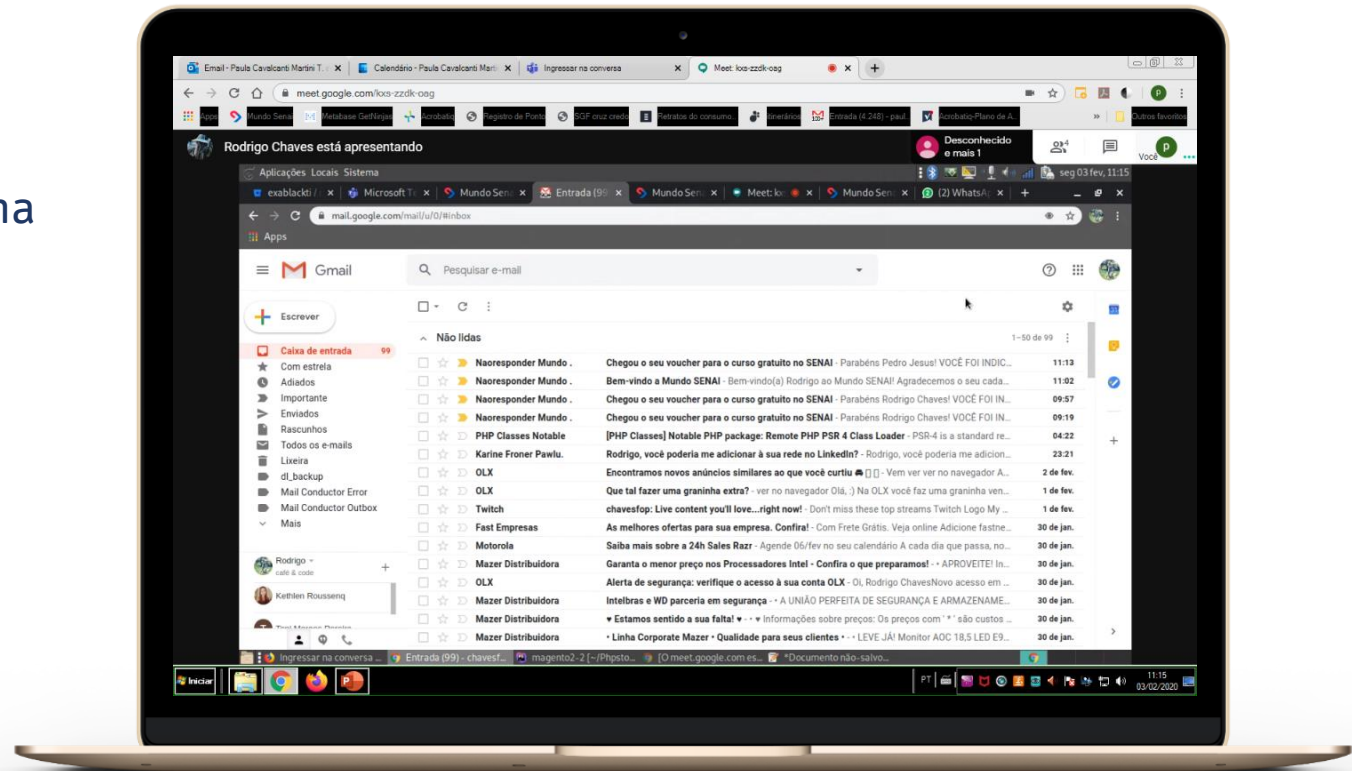 na
Email - Paula Cavalcanti Martini T.
Calendário - Paula Cavalcanti Marti
Ingressar na conversa
Meet: kxs-zzdk-oag
meet.google.com/kxs-zzdk-oag
Apps
Mundo Senai
Metabase GetNinjas
Acrobatiq
Registro de Ponto
SGF cruz credo
Retratos do consumo.
itinerários
Entrada (4.248) - paul.
Acrobatiq-Plano de A.
Outros favoritos
Rodrigo Chaves está apresentando
Desconhecido
e mais 1
4
Você
P
Aplicações Locais Sistema
seg 03 fev, 11:15
exablackti /
Microsoft Te
Mundo Sena
Entrada (99
Mundo Sena
Meet: kx
Mundo Sena
(2) WhatsAp
mail.google.com/mail/u/0/#inbox
Apps
Gmail
Pesquisar e-mail
Escrever
Não lidas
1–50 de 99
Caixa de entrada 99
Com estrela
Adiados
Importante
Enviados
Rascunhos
Todos os e-mails
Lixeira
dl_backup
Mail Conductor Error
Mail Conductor Outbox
Mais
Rodrigo
café & code
Kethlen Roussenq
Naoresponder Mundo . Chegou o seu voucher para o curso gratuito no SENAI - Parabéns Pedro Jesus! VOCÊ FOI INDIC... 11:13
Naoresponder Mundo . Bem-vindo a Mundo SENAI - Bem-vindo(a) Rodrigo ao Mundo SENAI! Agradecemos o seu cada... 11:02
Naoresponder Mundo . Chegou o seu voucher para o curso gratuito no SENAI - Parabéns Rodrigo Chaves! VOCÊ FOI IN... 09:57
Naoresponder Mundo . Chegou o seu voucher para o curso gratuito no SENAI - Parabéns Rodrigo Chaves! VOCÊ FOI IN... 09:19
PHP Classes Notable [PHP Classes] Notable PHP package: Remote PHP PSR 4 Class Loader - PSR-4 is a standard re... 04:22
Karine Froner Pawlu. Rodrigo, você poderia me adicionar à sua rede no LinkedIn? - Rodrigo, você poderia me adicion... 23:21
OLX Encontramos novos anúncios similares ao que você curtiu - Vem ver ver no navegador A... 2 de fev.
OLX Que tal fazer uma graninha extra? - ver no navegador Olá, :) Na OLX você faz uma graninha ven... 1 de fev.
Twitch chavesfop: Live content you'll love...right now! - Don't miss these top streams Twitch Logo My ... 1 de fev.
Fast Empresas As melhores ofertas para sua empresa. Confira! - Com Frete Grátis. Veja online Adicione fastne... 30 de jan.
Motorola Saiba mais sobre a 24h Sales Razr - Agende 06/fev no seu calendário A cada dia que passa, no... 30 de jan.
Mazer Distribuidora Garanta o menor preço nos Processadores Intel - Confira o que preparamos! - • APROVEITE! In... 30 de jan.
OLX Alerta de segurança: verifique o acesso à sua conta OLX - Oi, Rodrigo ChavesNovo acesso em ... 30 de jan.
Mazer Distribuidora Intelbras e WD parceria em segurança - • A UNIÃO PERFEITA DE SEGURANÇA E ARMAZENAME... 30 de jan.
Mazer Distribuidora ♥ Estamos sentido a sua falta! ♥ - • ♥ Informações sobre preços: Os preços com ' * ' são custos ... 30 de jan.
Mazer Distribuidora • Linha Corporate Mazer • Qualidade para seus clientes • - • LEVE JÁ! Monitor AOC 18,5 LED E9... 30 de jan.
Ingressar na conversa ...
Entrada (99) - chavesf...
magento2-2 [~/Phpsto...
[O meet.google.com es...
*Documento não-salvo...
Iniciar
PT
11:15
03/02/2020